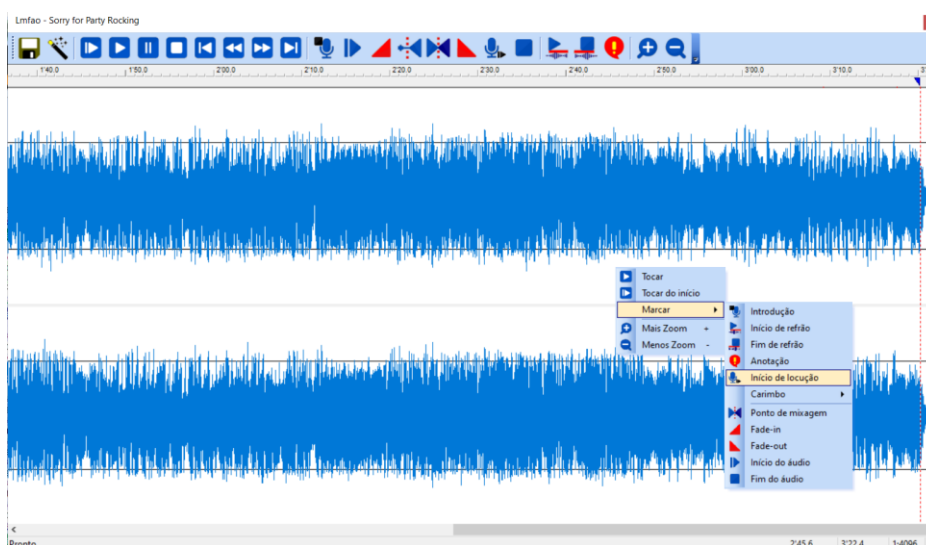 Lmfao - Sorry for Party Rocking
1'40,0 1'50,0 2'00,0 2'10,0 2'20,0 2'30,0 2'40,0 2'50,0 3'00,0 3'10,0
Tocar
Tocar do início
Marcar
Mais Zoom +
Menos Zoom -
Introdução
Início de refrão
Fim de refrão
Anotação
Início de locução
Carimbo
Ponto de mixagem
Fade-in
Fade-out
Início do áudio
Fim do áudio
Pronto 2'45,6 3'22,4 1:4096